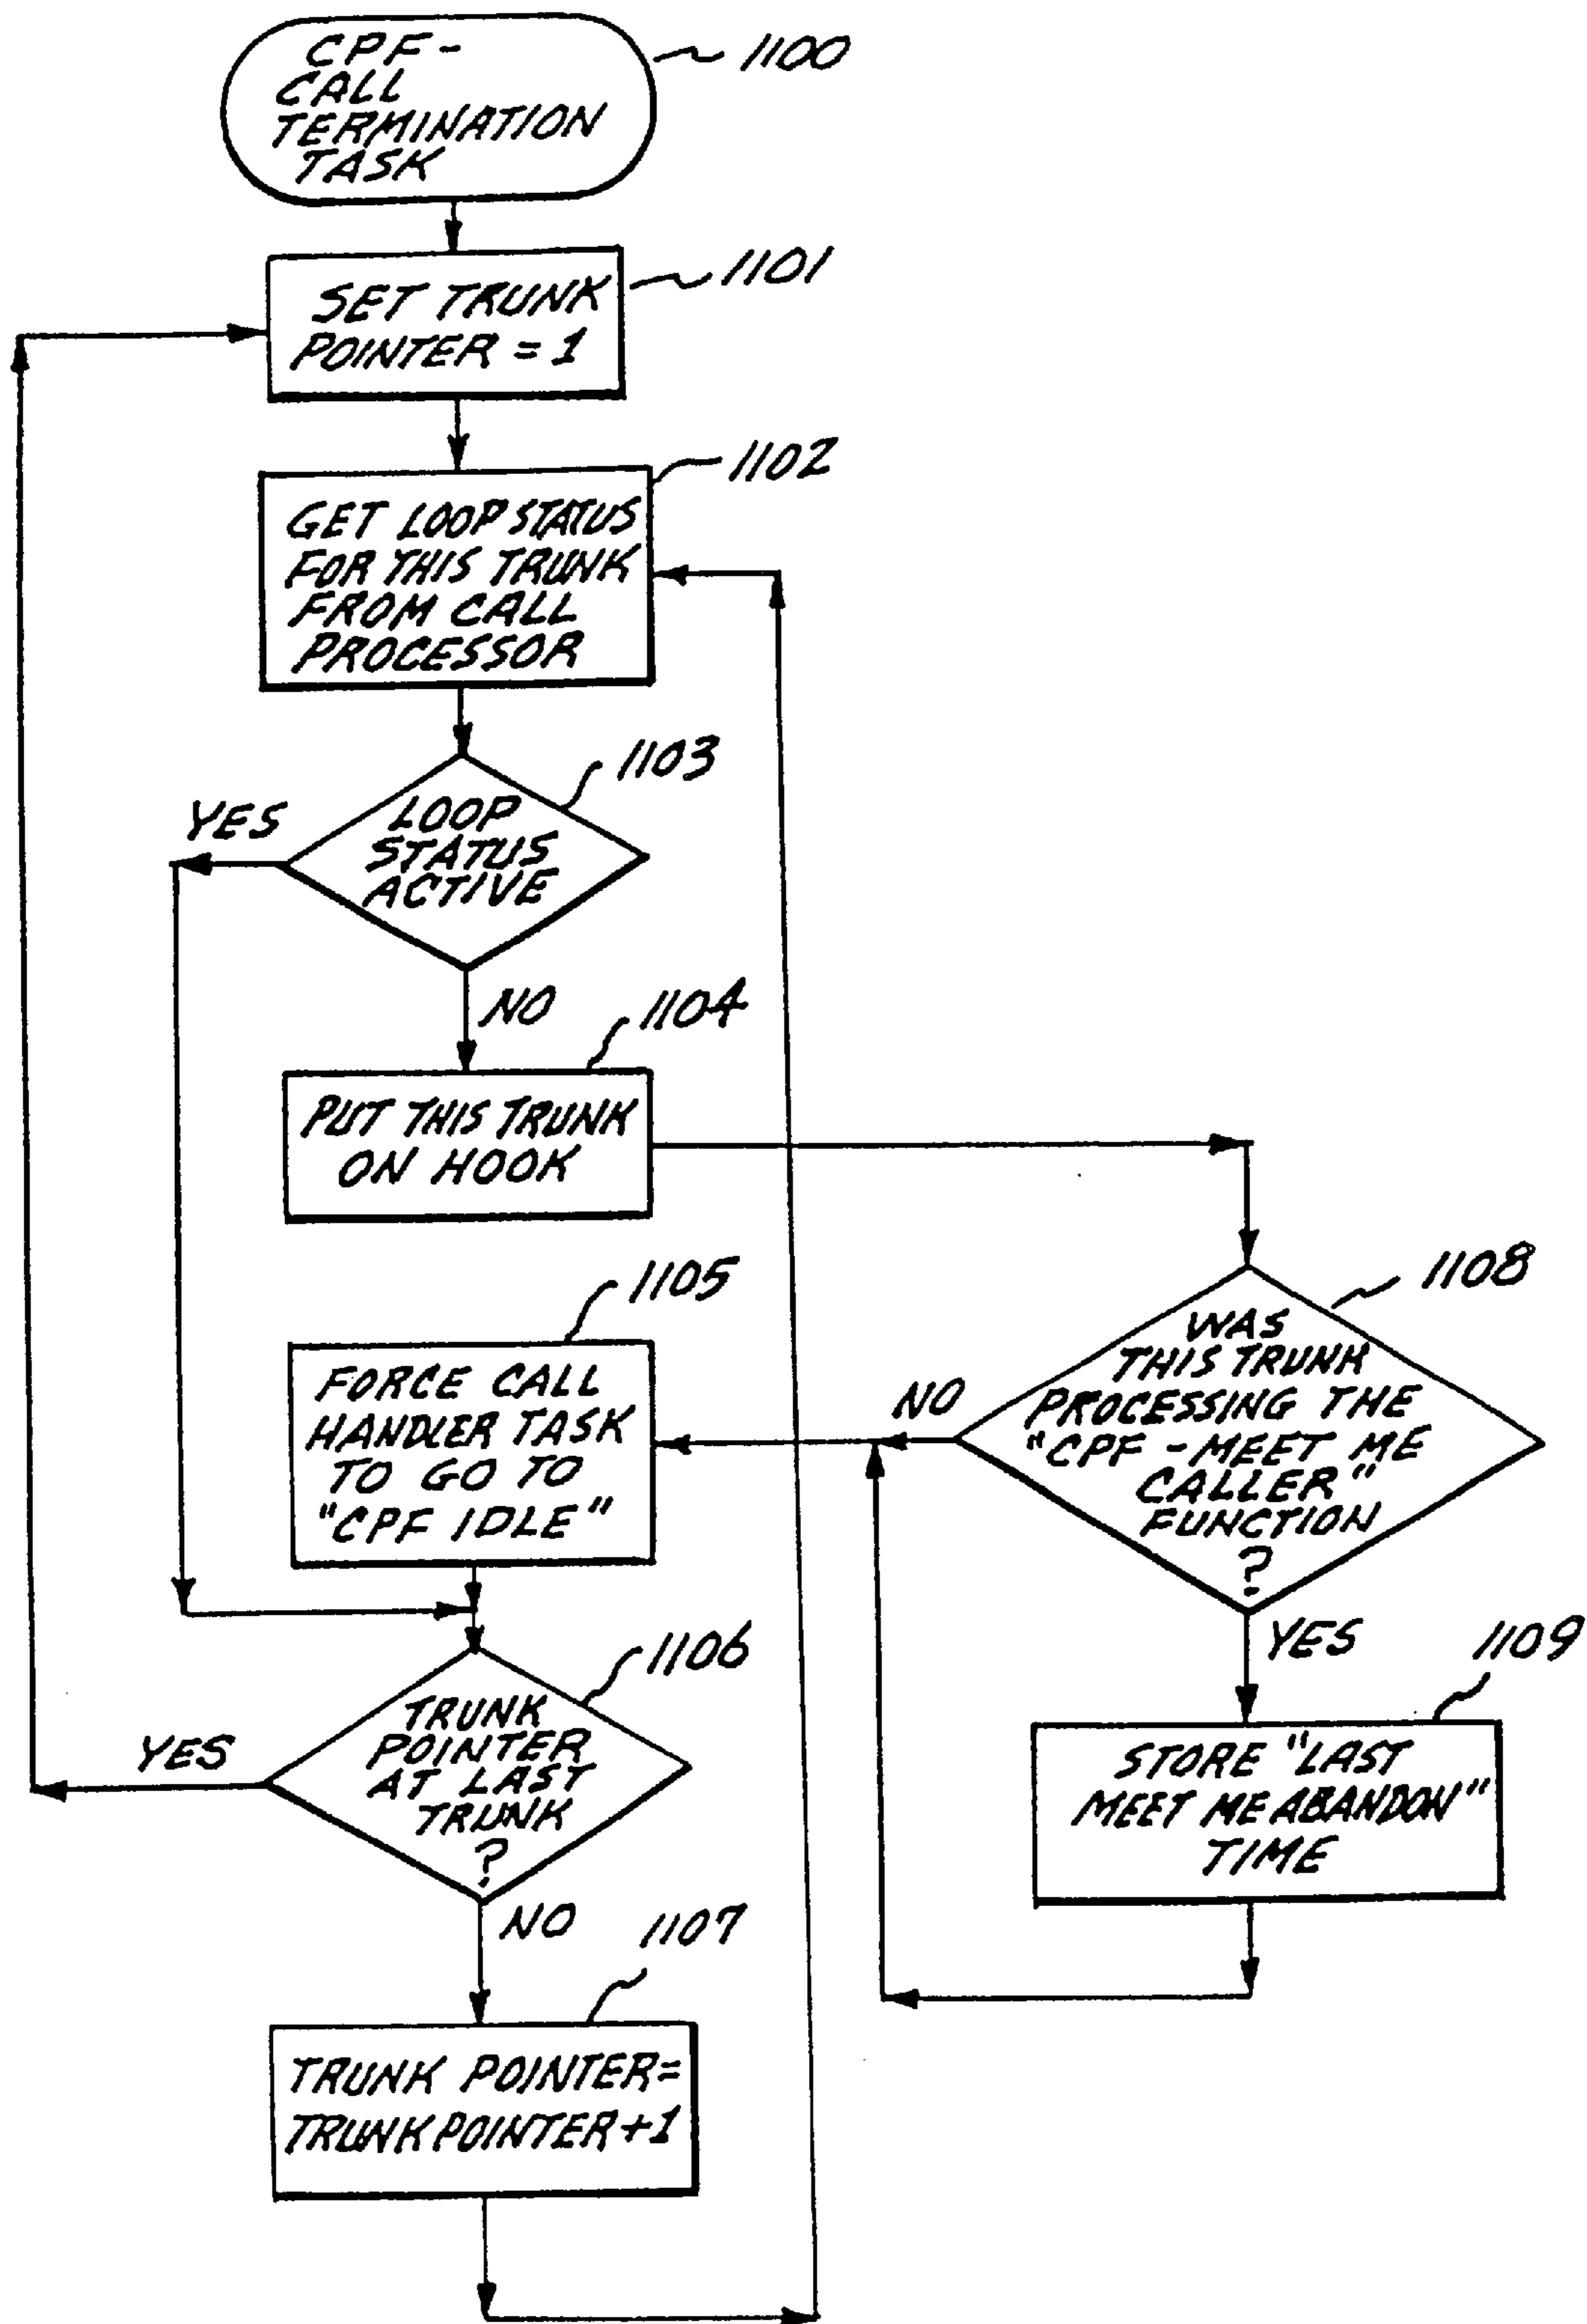 CPF-
CALL
TERMINATION
TASK
1100
SET TRUNK
POINTER = 1
1101
GET LOOP STATUS
FOR THIS TRUNK
FROM CALL
PROCESSOR
1102
LOOP
STATUS
ACTIVE
1103
YES
NO
PUT THIS TRUNK
ON HOOK
1104
FORCE CALL
HANDLER TASK
TO GO TO
"CPF IDLE"
1105
WAS
THIS TRUNK
PROCESSING THE
"CPF - MEET ME
CALLER"
FUNCTION
?
1108
NO
YES
STORE "LAST
MEET ME ABANDON"
TIME
1109
TRUNK
POINTER
AT LAST
TRUNK
?
1106
YES
NO
TRUNK POINTER=
TRUNK POINTER+1
1107